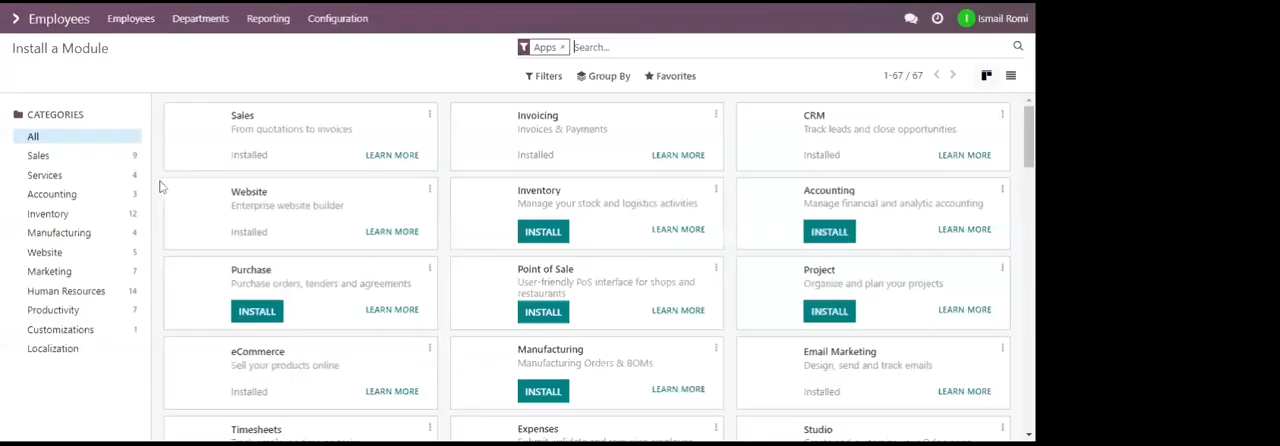 Employees Employees Departments Reporting Configuration Ismail Romi
Install a Module Apps × Search...
Filters Group By Favorites 1-67 / 67
CATEGORIES
All
Sales 9
Services 4
Accounting 3
Inventory 12
Manufacturing 4
Website 5
Marketing 7
Human Resources 14
Productivity 7
Customizations 1
Localization
Sales
From quotations to invoices
Installed LEARN MORE
Invoicing
Invoices & Payments
Installed LEARN MORE
CRM
Track leads and close opportunities
Installed LEARN MORE
Website
Enterprise website builder
Installed LEARN MORE
Inventory
Manage your stock and logistics activities
INSTALL LEARN MORE
Accounting
Manage financial and analytic accounting
INSTALL LEARN MORE
Purchase
Purchase orders, tenders and agreements
INSTALL LEARN MORE
Point of Sale
User-friendly PoS interface for shops and
restaurants
INSTALL LEARN MORE
Project
Organize and plan your projects
INSTALL LEARN MORE
eCommerce
Sell your products online
Installed LEARN MORE
Manufacturing
Manufacturing Orders & BOMs
INSTALL LEARN MORE
Email Marketing
Design, send and track emails
Installed LEARN MORE
Timesheets
Expenses
Studio